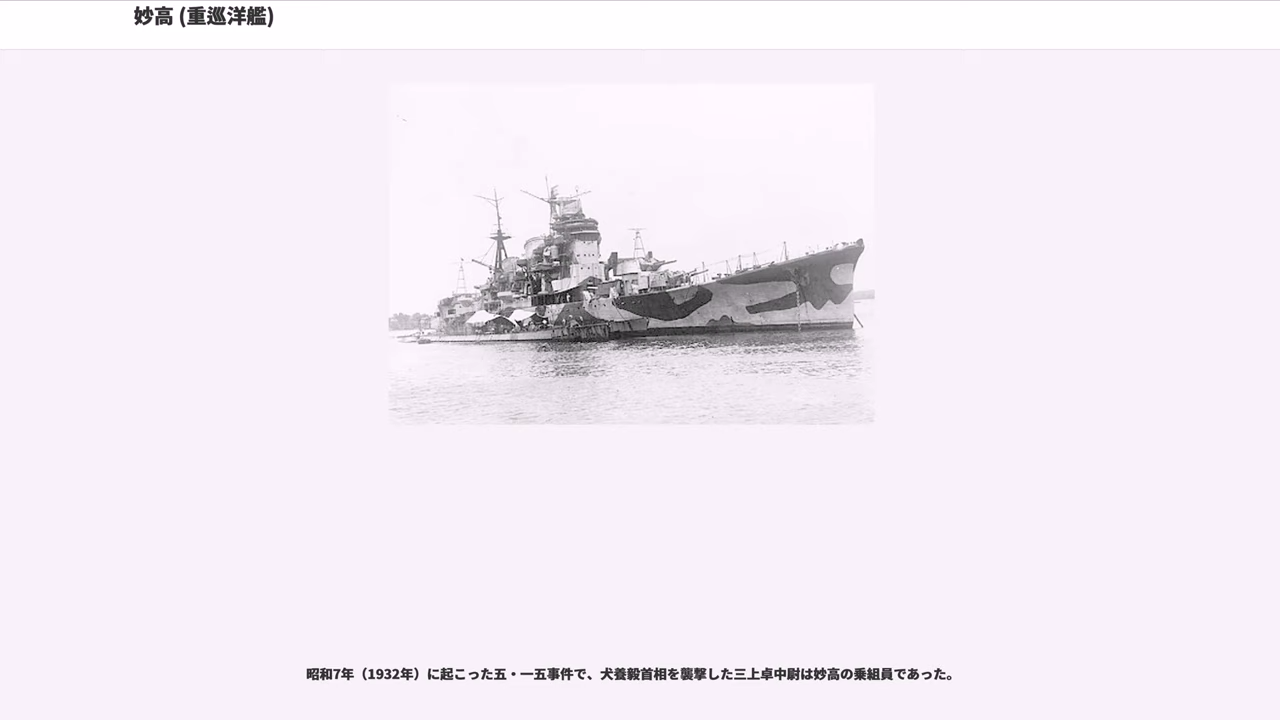 妙高 (重巡洋艦)
昭和7年（1932年）に起こった五・一五事件で、犬養毅首相を襲撃した三上卓中尉は妙高の乗組員であった。